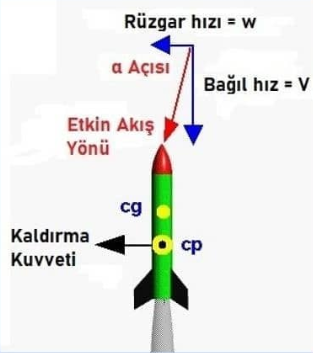 Rüzgar hızı = w
α Açısı
Bağıl hız = V
Etkin Akış
Yönü
cg
Kaldırma
Kuvveti
cp